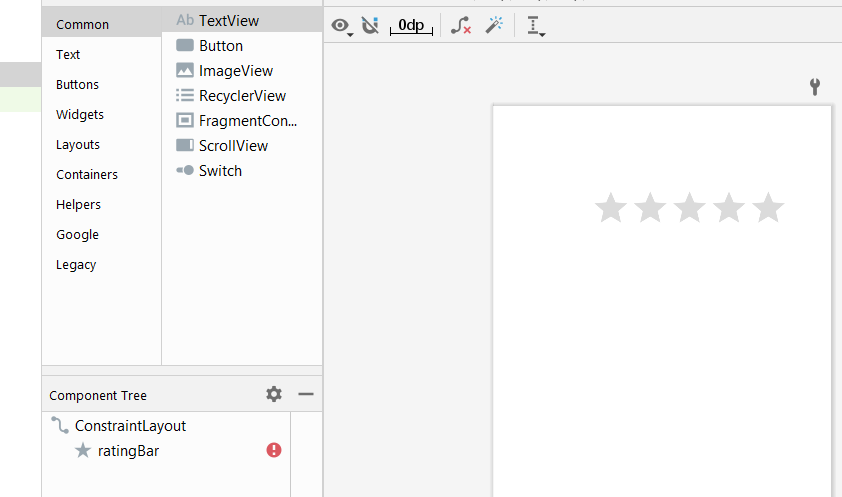 Common
Text
Buttons
Widgets
Layouts
Containers
Helpers
Google
Legacy
Ab TextView
Button
ImageView
RecyclerView
FragmentCon...
ScrollView
Switch
0dp
Component Tree
ConstraintLayout
ratingBar